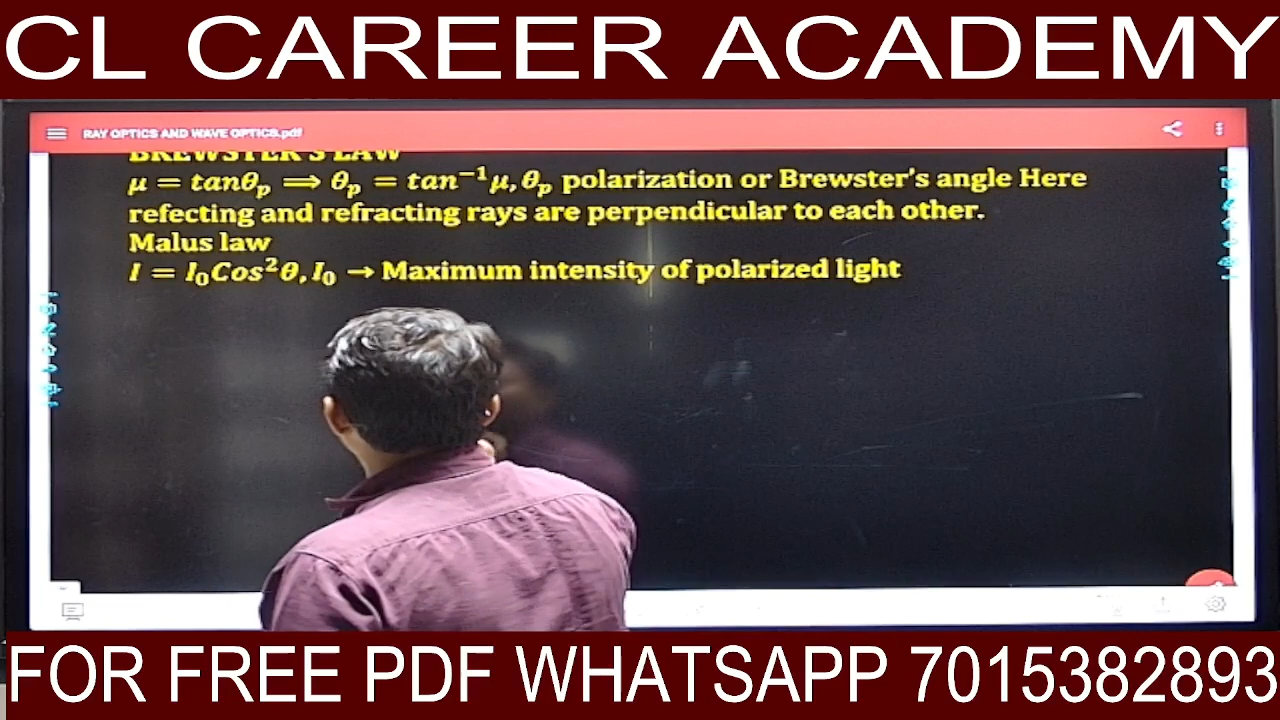 CL CAREER ACADEMY
RAY OPTICS AND WAVE OPTICS.pdf
BREWSTER'S LAW
μ = tanθₚ ⟹ θₚ = tan⁻¹μ, θₚ polarization or Brewster's angle Here
refecting and refracting rays are perpendicular to each other.
Malus law
I = I₀Cos²θ, I₀ → Maximum intensity of polarized light
FOR FREE PDF WHATSAPP 7015382893